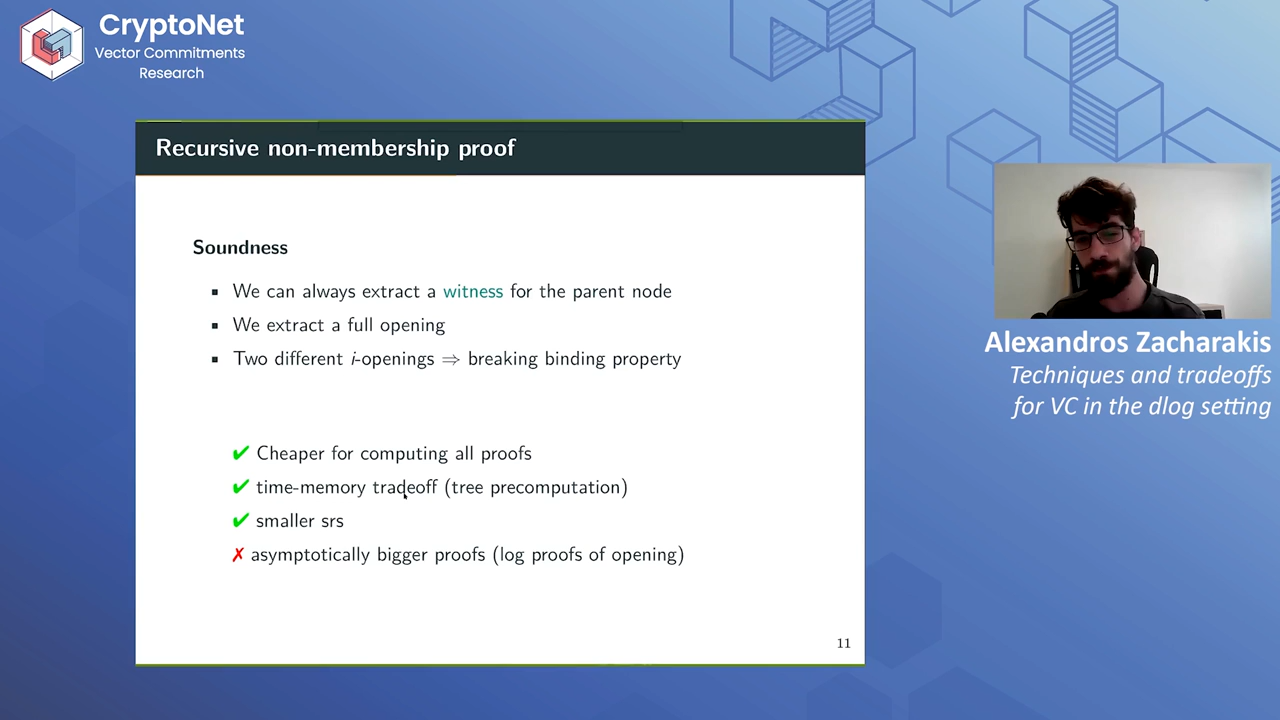 CryptoNet
Vector Commitments
Research
Recursive non-membership proof
Soundness
▪ We can always extract a witness for the parent node
▪ We extract a full opening
▪ Two different i-openings ⇒ breaking binding property
✔ Cheaper for computing all proofs
✔ time-memory tradeoff (tree precomputation)
✔ smaller srs
✗ asymptotically bigger proofs (log proofs of opening)
11
Alexandros Zacharakis
Techniques and tradeoffs
for VC in the dlog setting